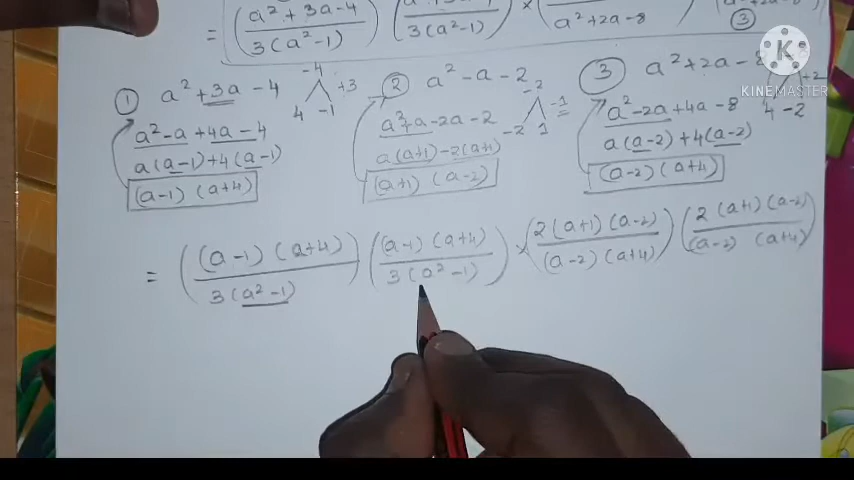 = (a²+3a-4 / 3(a²-1)) ( / 3(a²-1)) × ( / a²+2a-8) (3)
① a²+3a-4 -4 +3 4 -1
a²-a+4a-4
a(a-1)+4(a-1)
(a-1) (a+4)
② a²-a-2 -2 -1 -2 1
a²+a-2a-2
a(a+1)-2(a+1)
(a+1) (a-2)
③ a²+2a-8 +2 4 -2
a²-2a+4a-8
a(a-2)+4(a-2)
(a-2) (a+4)
= ((a-1) (a+4) / 3(a²-1)) ((a-1) (a+4) / 3(a²-1)) × (2(a+1) (a-2) / (a-2) (a+4)) (2(a+1)(a-2) / (a-2) (a+4))
K
Made with
KINEMASTER